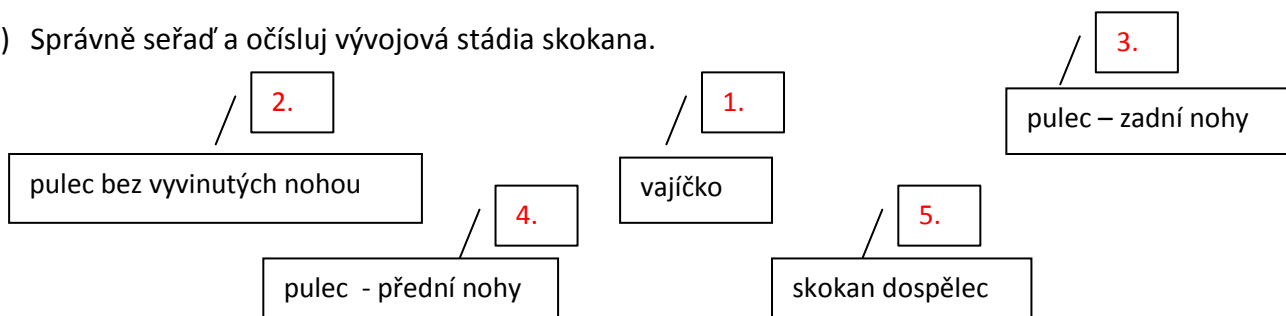 ) Správně seřaď a očísluj vývojová stádia skokana.
3.
2.
1.
pulec – zadní nohy
pulec bez vyvinutých nohou
vajíčko
4.
5.
pulec - přední nohy
skokan dospělec